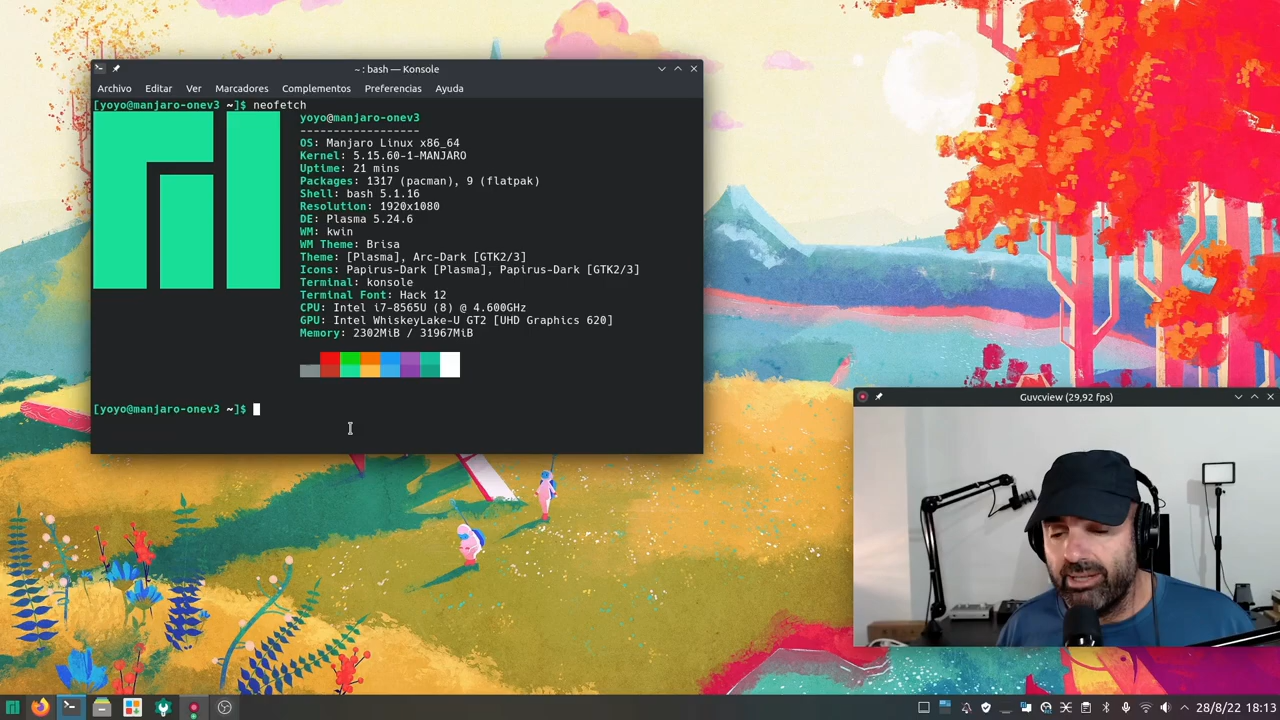 ~ : bash — Konsole
Archivo Editar Ver Marcadores Complementos Preferencias Ayuda
[yoyo@manjaro-onev3 ~]$ neofetch
yoyo@manjaro-onev3
------------------
OS: Manjaro Linux x86_64
Kernel: 5.15.60-1-MANJARO
Uptime: 21 mins
Packages: 1317 (pacman), 9 (flatpak)
Shell: bash 5.1.16
Resolution: 1920x1080
DE: Plasma 5.24.6
WM: kwin
WM Theme: Brisa
Theme: [Plasma], Arc-Dark [GTK2/3]
Icons: Papirus-Dark [Plasma], Papirus-Dark [GTK2/3]
Terminal: konsole
Terminal Font: Hack 12
CPU: Intel i7-8565U (8) @ 4.600GHz
GPU: Intel WhiskeyLake-U GT2 [UHD Graphics 620]
Memory: 2302MiB / 31967MiB
[yoyo@manjaro-onev3 ~]$
Guvcview (29,92 fps)
28/8/22 18:13